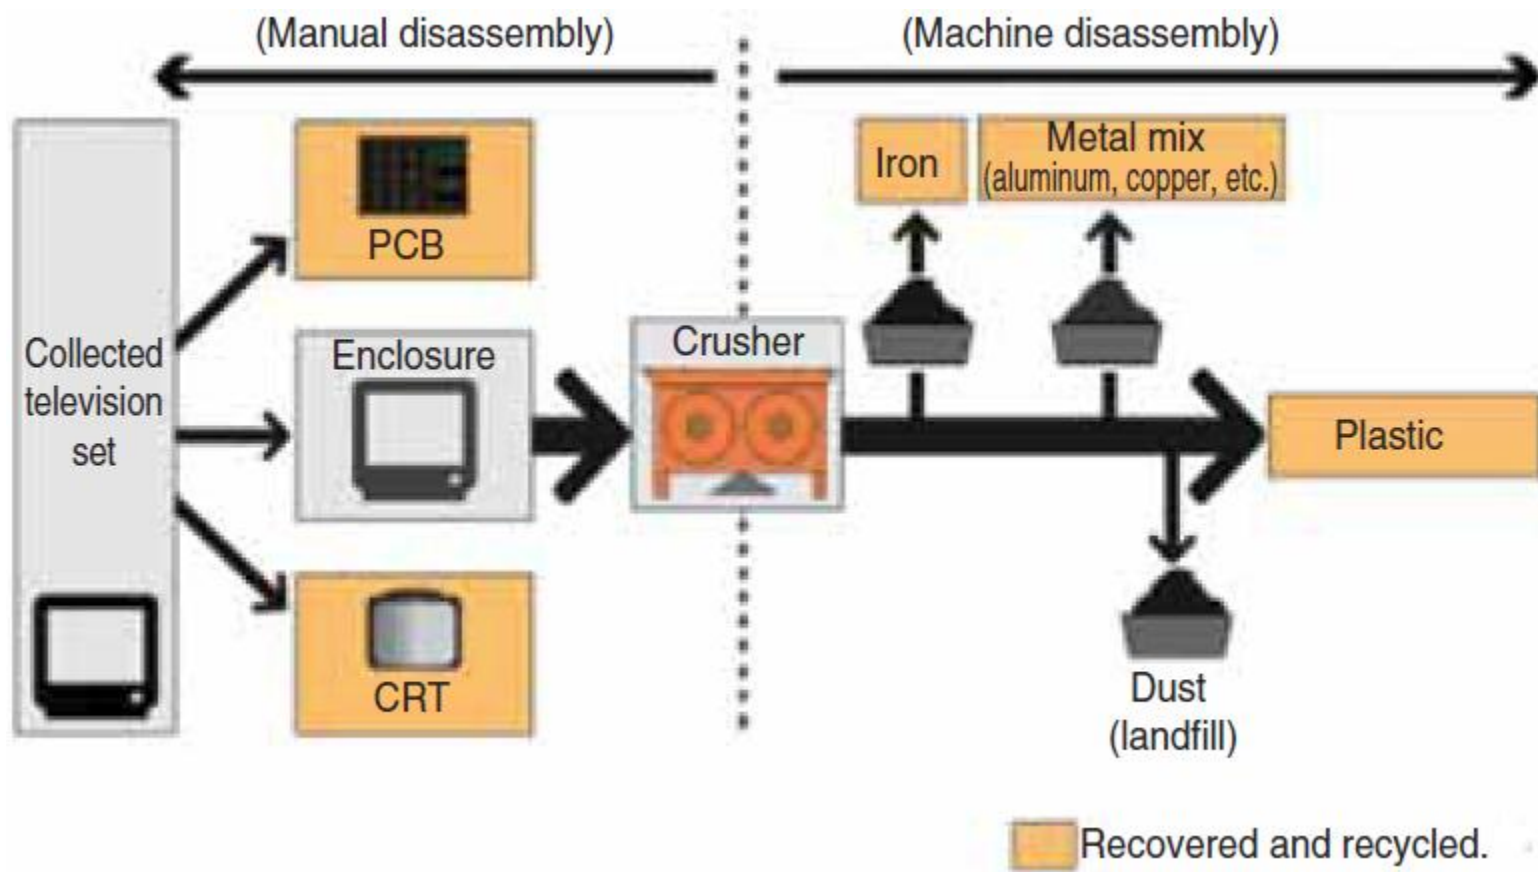 (Manual disassembly)
(Machine disassembly)
Collected
television
set
PCB
Enclosure
CRT
Crusher
Iron
Metal mix
(aluminum, copper, etc.)
Plastic
Dust
(landfill)
Recovered and recycled.